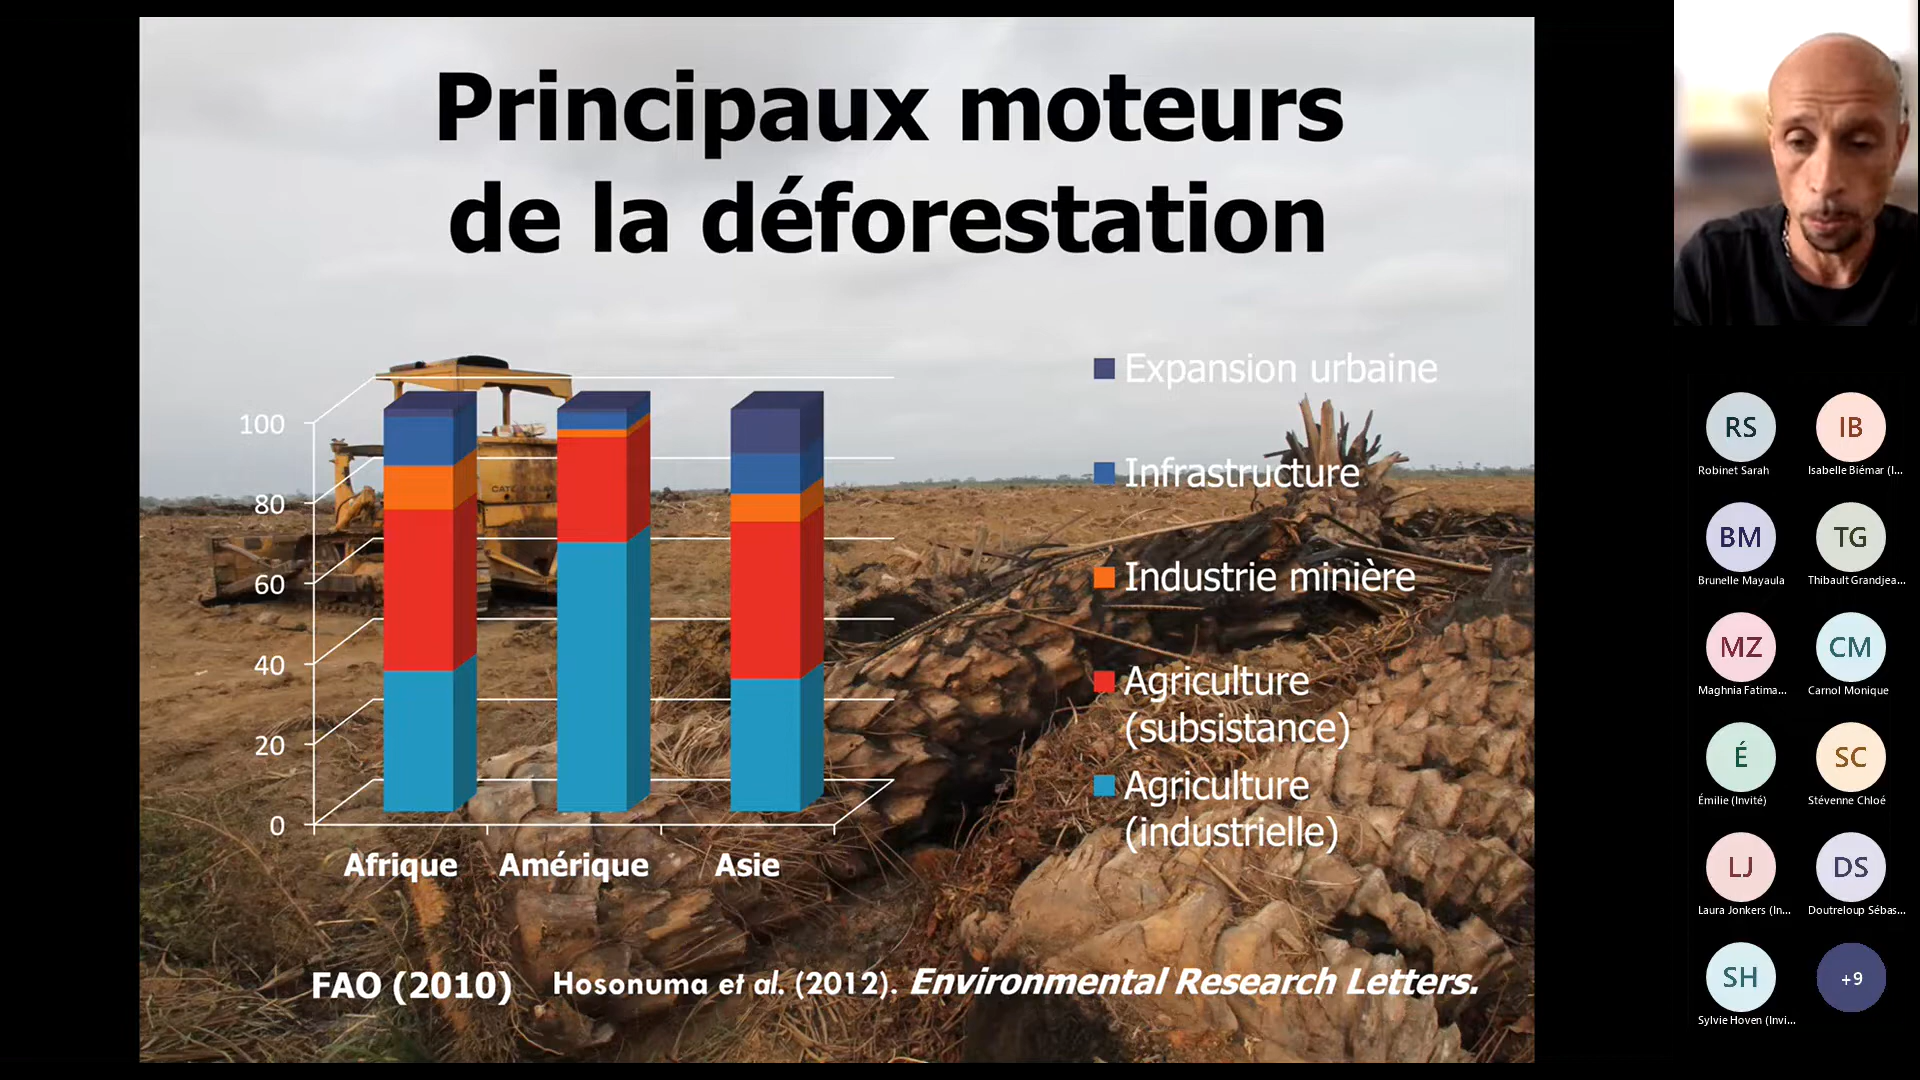 Principaux moteurs
de la déforestation
100
80
60
40
20
0
Afrique
Amérique
Asie
Expansion urbaine
Infrastructure
Industrie minière
Agriculture
(subsistance)
Agriculture
(industrielle)
FAO (2010)
Hosonuma et al. (2012). Environmental Research Letters.
RS
Robinet Sarah
IB
Isabelle Biémar (I...
BM
Brunelle Mayaula
TG
Thibault Grandjea...
MZ
Maghnia Fatima...
CM
Carnol Monique
É
Émilie (Invité)
SC
Stévenne Chloé
LJ
Laura Jonkers (In...
DS
Doutreloup Sébas...
SH
Sylvie Hoven (Invi...
+9